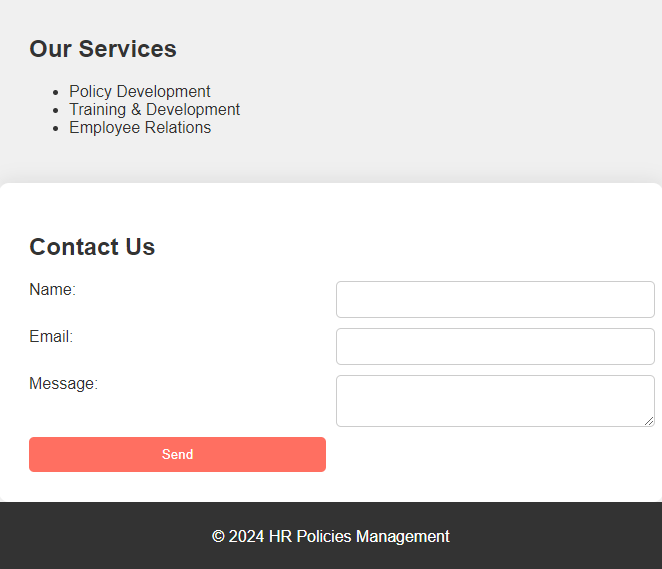 Our Services
Policy Development
Training & Development
Employee Relations
Contact Us
Name:
Email:
Message:
Send
© 2024 HR Policies Management